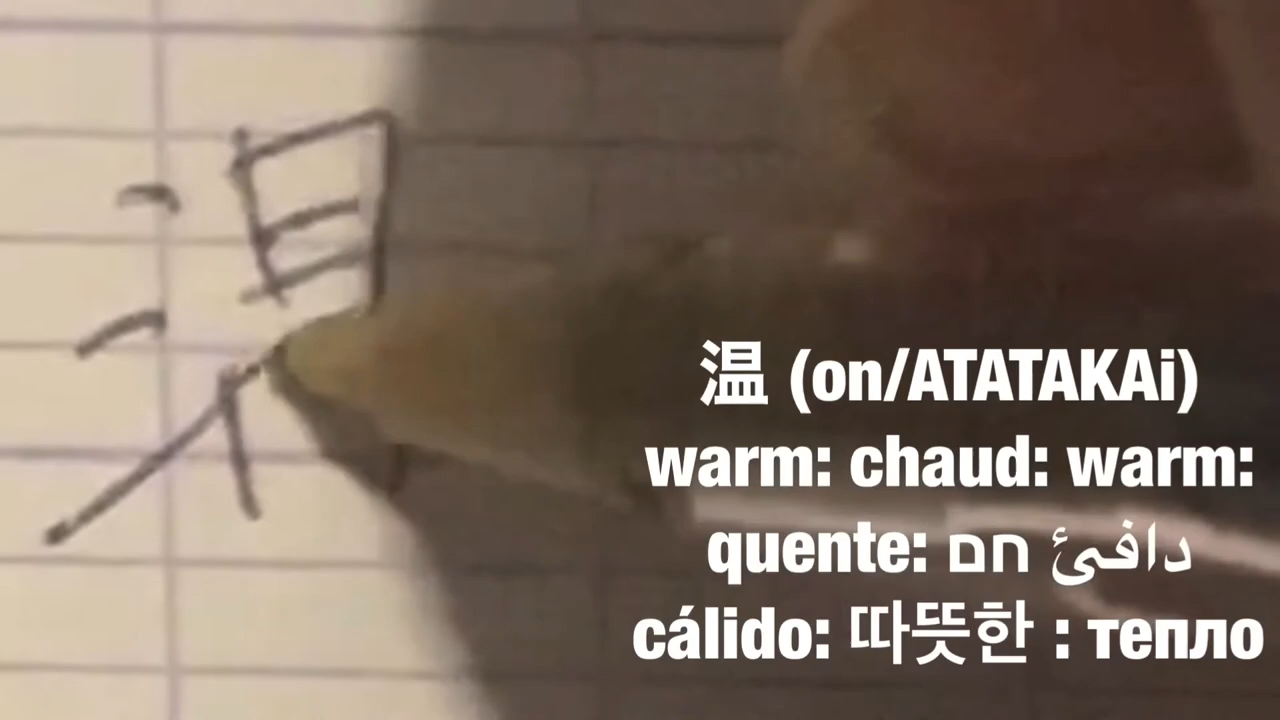 温 (on/ATATAKAi)
warm: chaud: warm:
quente: חם دافئ
cálido: 따뜻한 : тепло